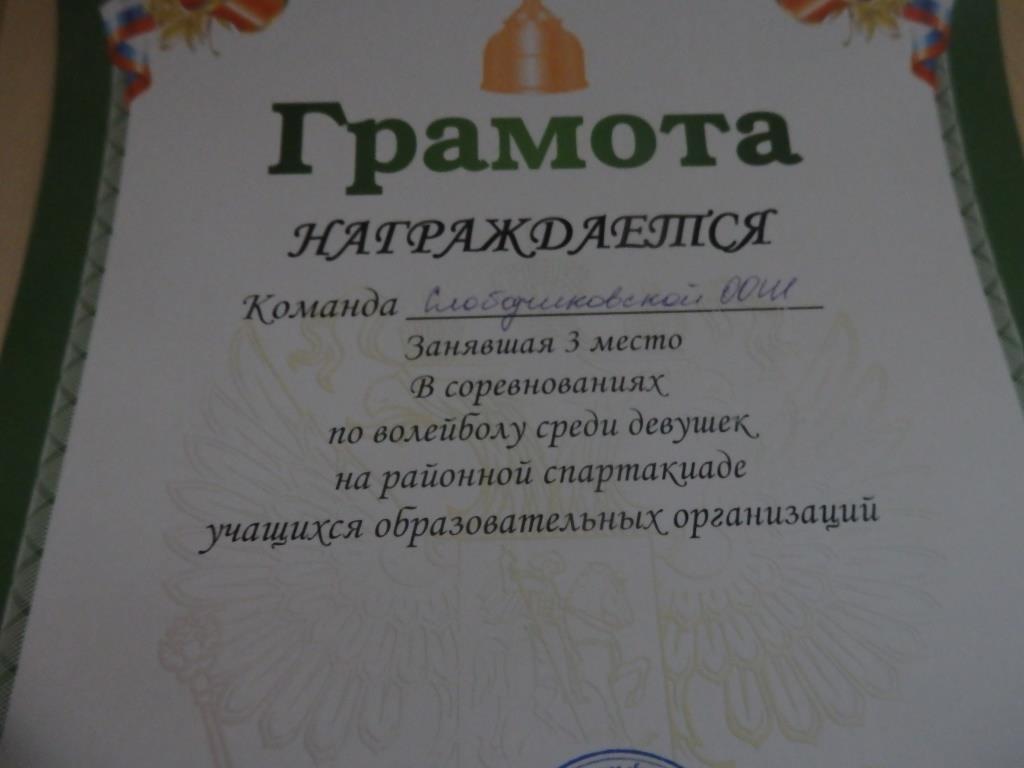 Грамота
НАГРАЖДАЕТСЯ
Команда Слободчиковской ООШ
Занявшая 3 место
В соревнованиях
по волейболу среди девушек
на районной спартакиаде
учащихся образовательных организаций